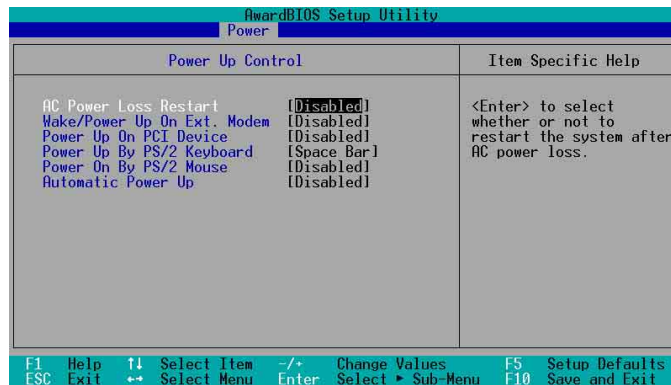 AwardBIOS Setup Utility
Power
Power Up Control
Item Specific Help
AC Power Loss Restart [Disabled]
Wake/Power Up On Ext. Modem [Disabled]
Power Up On PCI Device [Disabled]
Power Up By PS/2 Keyboard [Space Bar]
Power On By PS/2 Mouse [Disabled]
Automatic Power Up [Disabled]
<Enter> to select
whether or not to
restart the system after
AC power loss.
F1 Help ↑↓ Select Item -/+ Change Values F5 Setup Defaults
ESC Exit ←→ Select Menu Enter Select ► Sub-Menu F10 Save and Exit